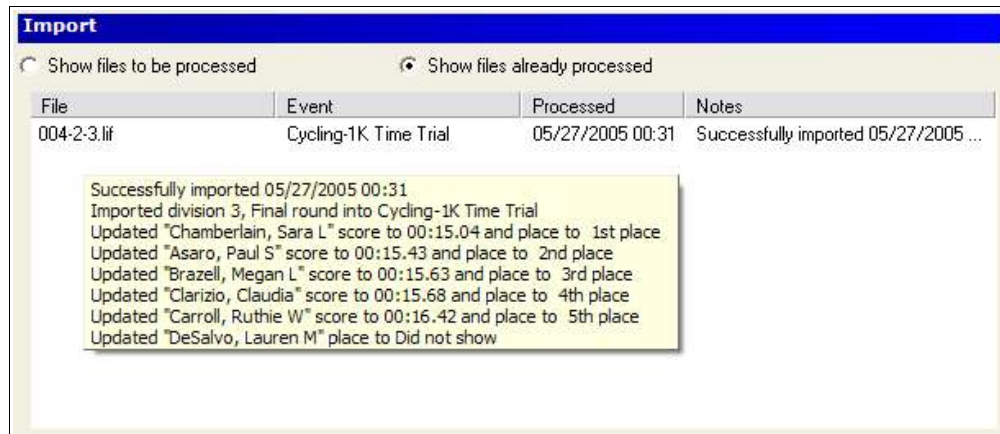 Import
Show files to be processed Show files already processed
File Event Processed Notes
004-2-3.lif Cycling-1K Time Trial 05/27/2005 00:31 Successfully imported 05/27/2005 ...
Successfully imported 05/27/2005 00:31
Imported division 3, Final round into Cycling-1K Time Trial
Updated "Chamberlain, Sara L" score to 00:15.04 and place to 1st place
Updated "Asaro, Paul S" score to 00:15.43 and place to 2nd place
Updated "Brazell, Megan L" score to 00:15.63 and place to 3rd place
Updated "Clarizio, Claudia" score to 00:15.68 and place to 4th place
Updated "Carroll, Ruthie W" score to 00:16.42 and place to 5th place
Updated "DeSalvo, Lauren M" place to Did not show